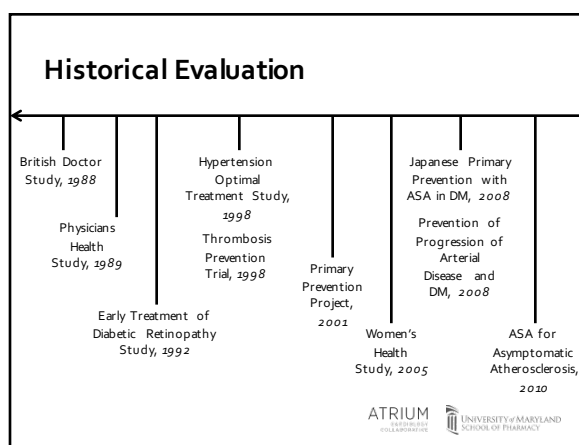 Historical Evaluation
British Doctor
Study, 1988
Physicians
Health
Study, 1989
Early Treatment of
Diabetic Retinopathy
Study, 1992
Hypertension
Optimal
Treatment Study,
1998
Thrombosis
Prevention
Trial, 1998
Primary
Prevention
Project,
2001
Women's
Health
Study, 2005
Japanese Primary
Prevention with
ASA in DM, 2008
Prevention of
Progression of
Arterial
Disease and
DM, 2008
ASA for
Asymptomatic
Atherosclerosis,
2010
ATRIUM
CARDIOLOGY
COLLABORATIVE
UNIVERSITY of MARYLAND
SCHOOL OF PHARMACY